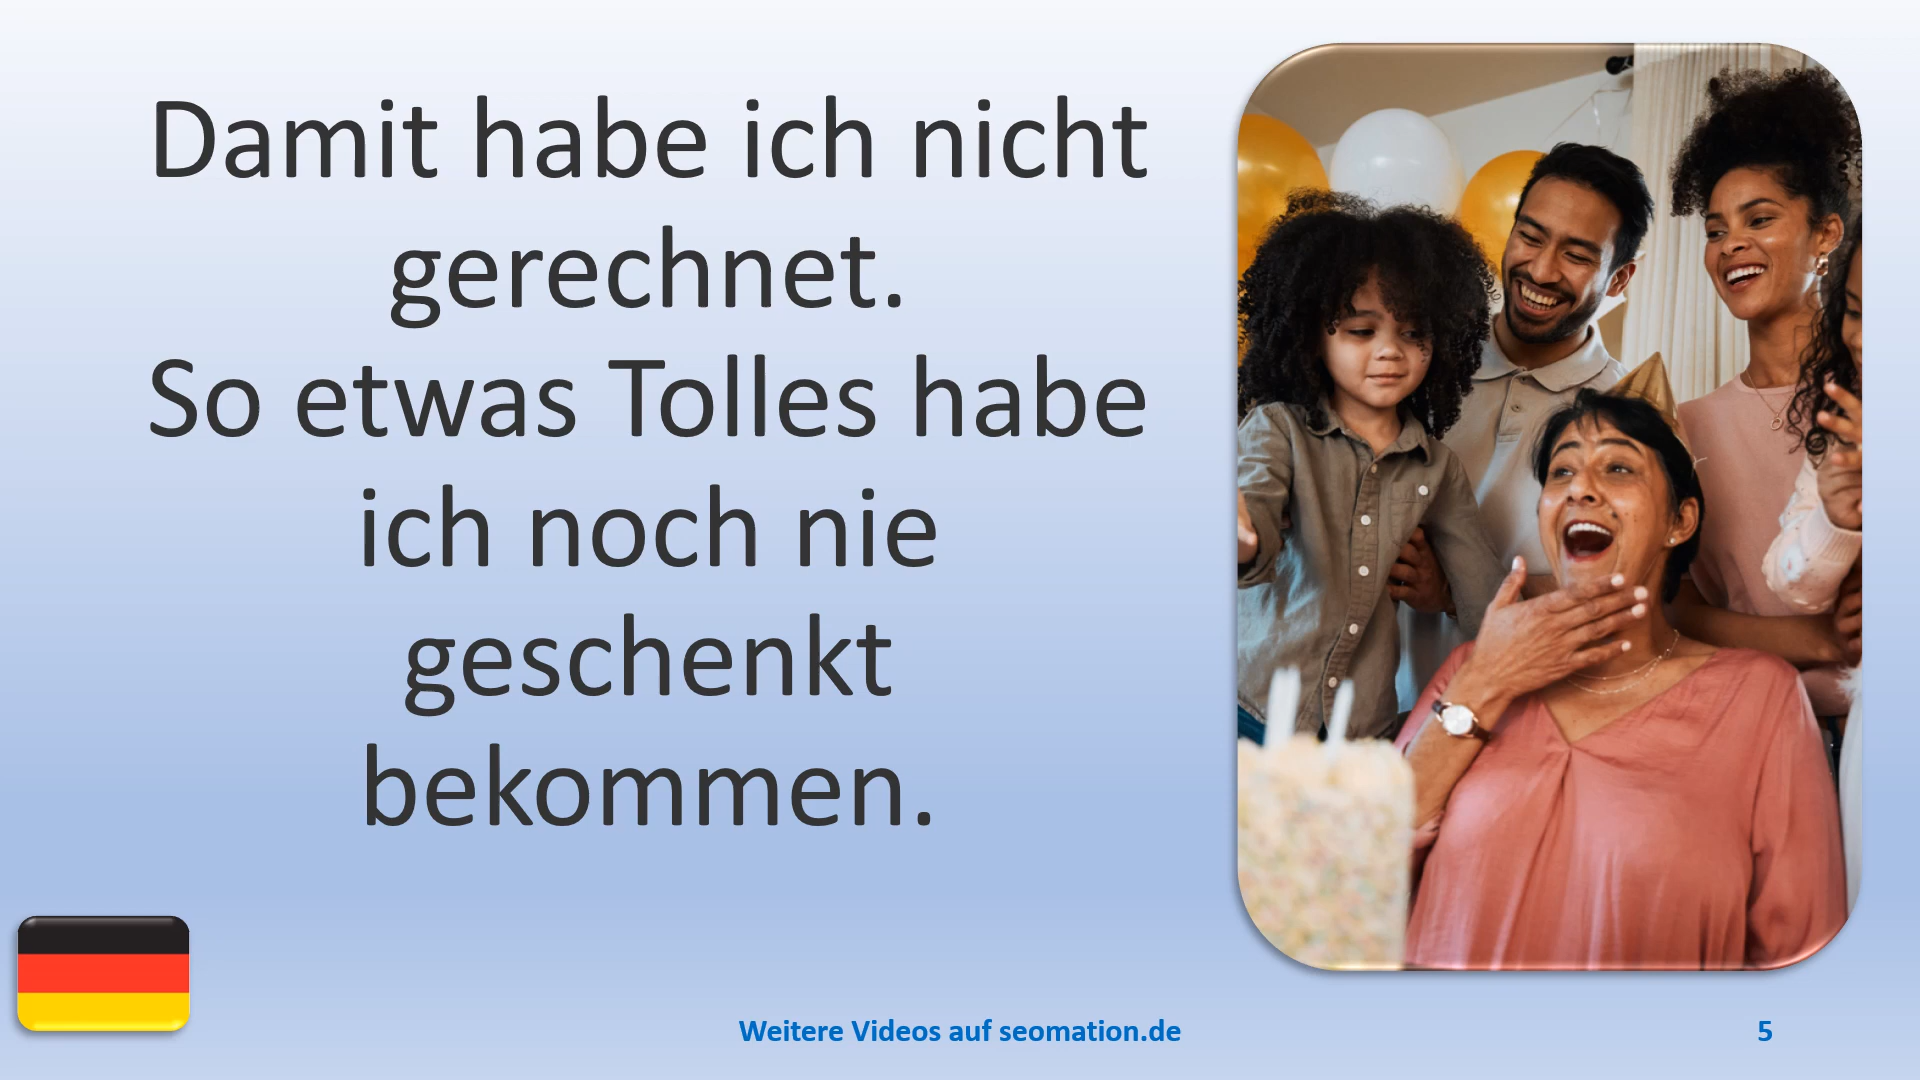 Damit habe ich nicht
gerechnet.
So etwas Tolles habe
ich noch nie
geschenkt
bekommen.
Weitere Videos auf seomation.de
5